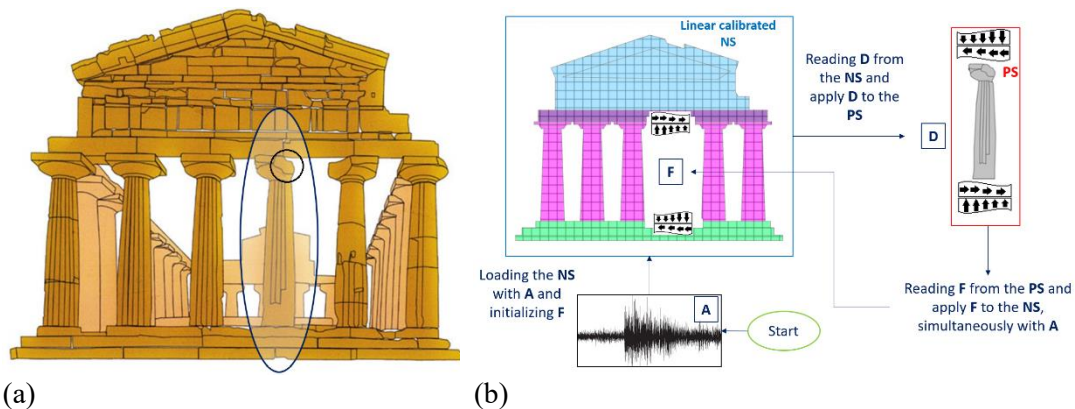 Linear calibrated
NS
Reading D from
the NS and
apply D to the
PS
PS
D
F
Loading the NS
with A and
initializing F
A
Start
Reading F from the PS and
apply F to the NS,
simultaneously with A
(a)
(b)